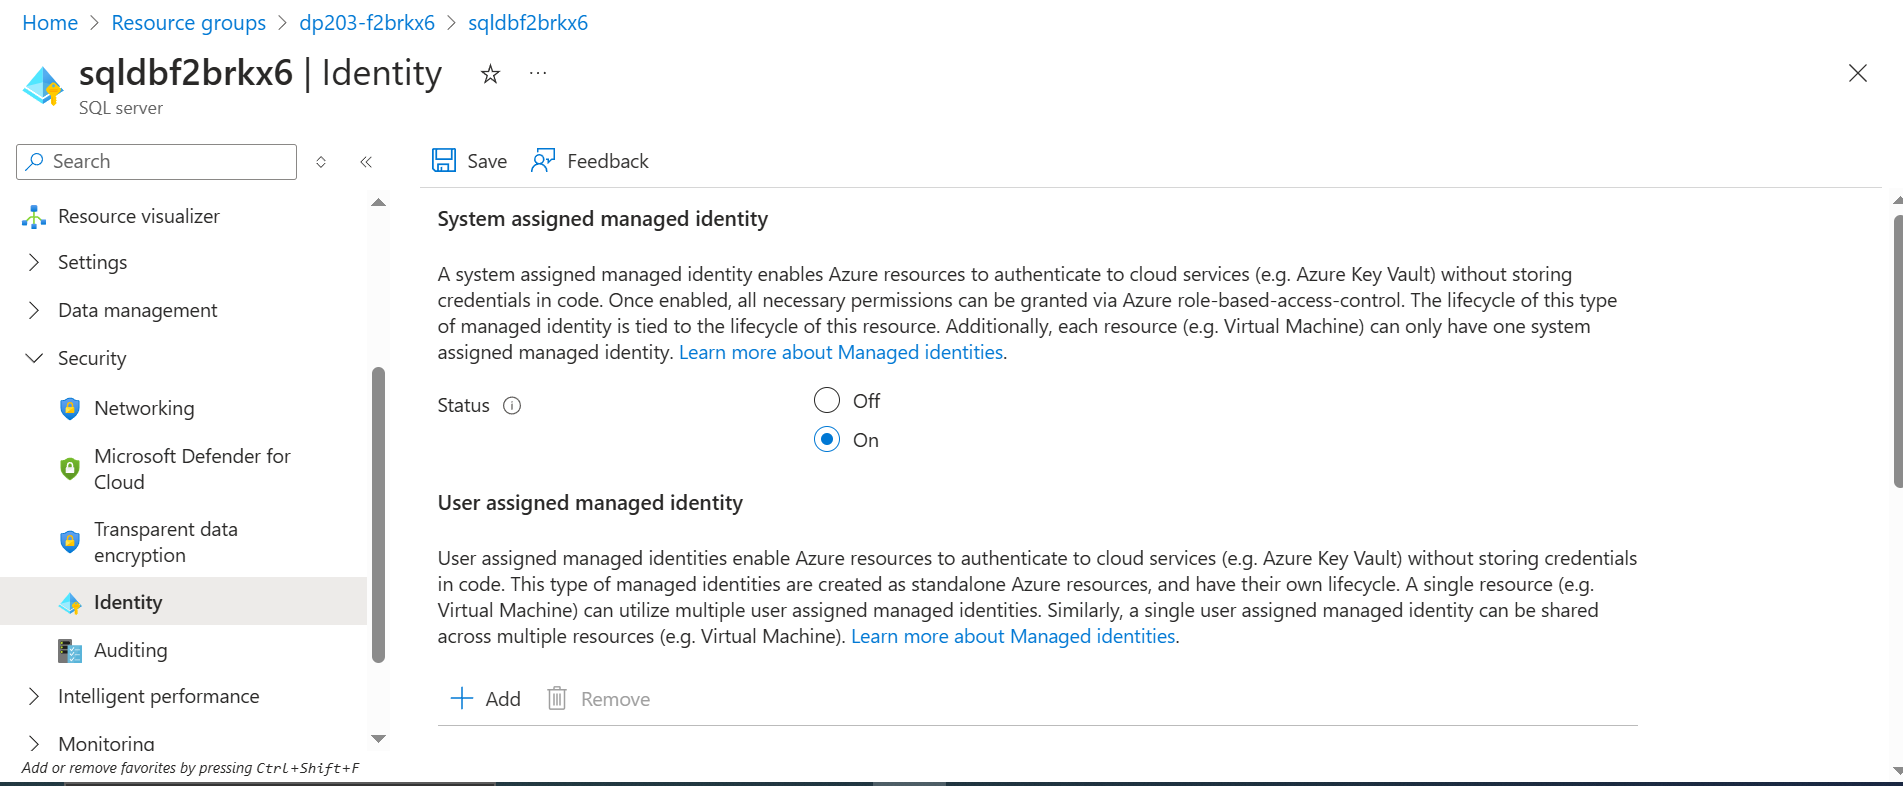 Home > Resource groups > dp203-f2brkx6 > sqldbf2brkx6
sqldbf2brkx6 | Identity
SQL server
Search
Save
Feedback
Resource visualizer
Settings
Data management
Security
Networking
Microsoft Defender for
Cloud
Transparent data
encryption
Identity
Auditing
Intelligent performance
Monitoring
Add or remove favorites by pressing Ctrl+Shift+F
System assigned managed identity
A system assigned managed identity enables Azure resources to authenticate to cloud services (e.g. Azure Key Vault) without storing
credentials in code. Once enabled, all necessary permissions can be granted via Azure role-based-access-control. The lifecycle of this type
of managed identity is tied to the lifecycle of this resource. Additionally, each resource (e.g. Virtual Machine) can only have one system
assigned managed identity. Learn more about Managed identities.
Status
Off
On
User assigned managed identity
User assigned managed identities enable Azure resources to authenticate to cloud services (e.g. Azure Key Vault) without storing credentials
in code. This type of managed identities are created as standalone Azure resources, and have their own lifecycle. A single resource (e.g.
Virtual Machine) can utilize multiple user assigned managed identities. Similarly, a single user assigned managed identity can be shared
across multiple resources (e.g. Virtual Machine). Learn more about Managed identities.
Add
Remove